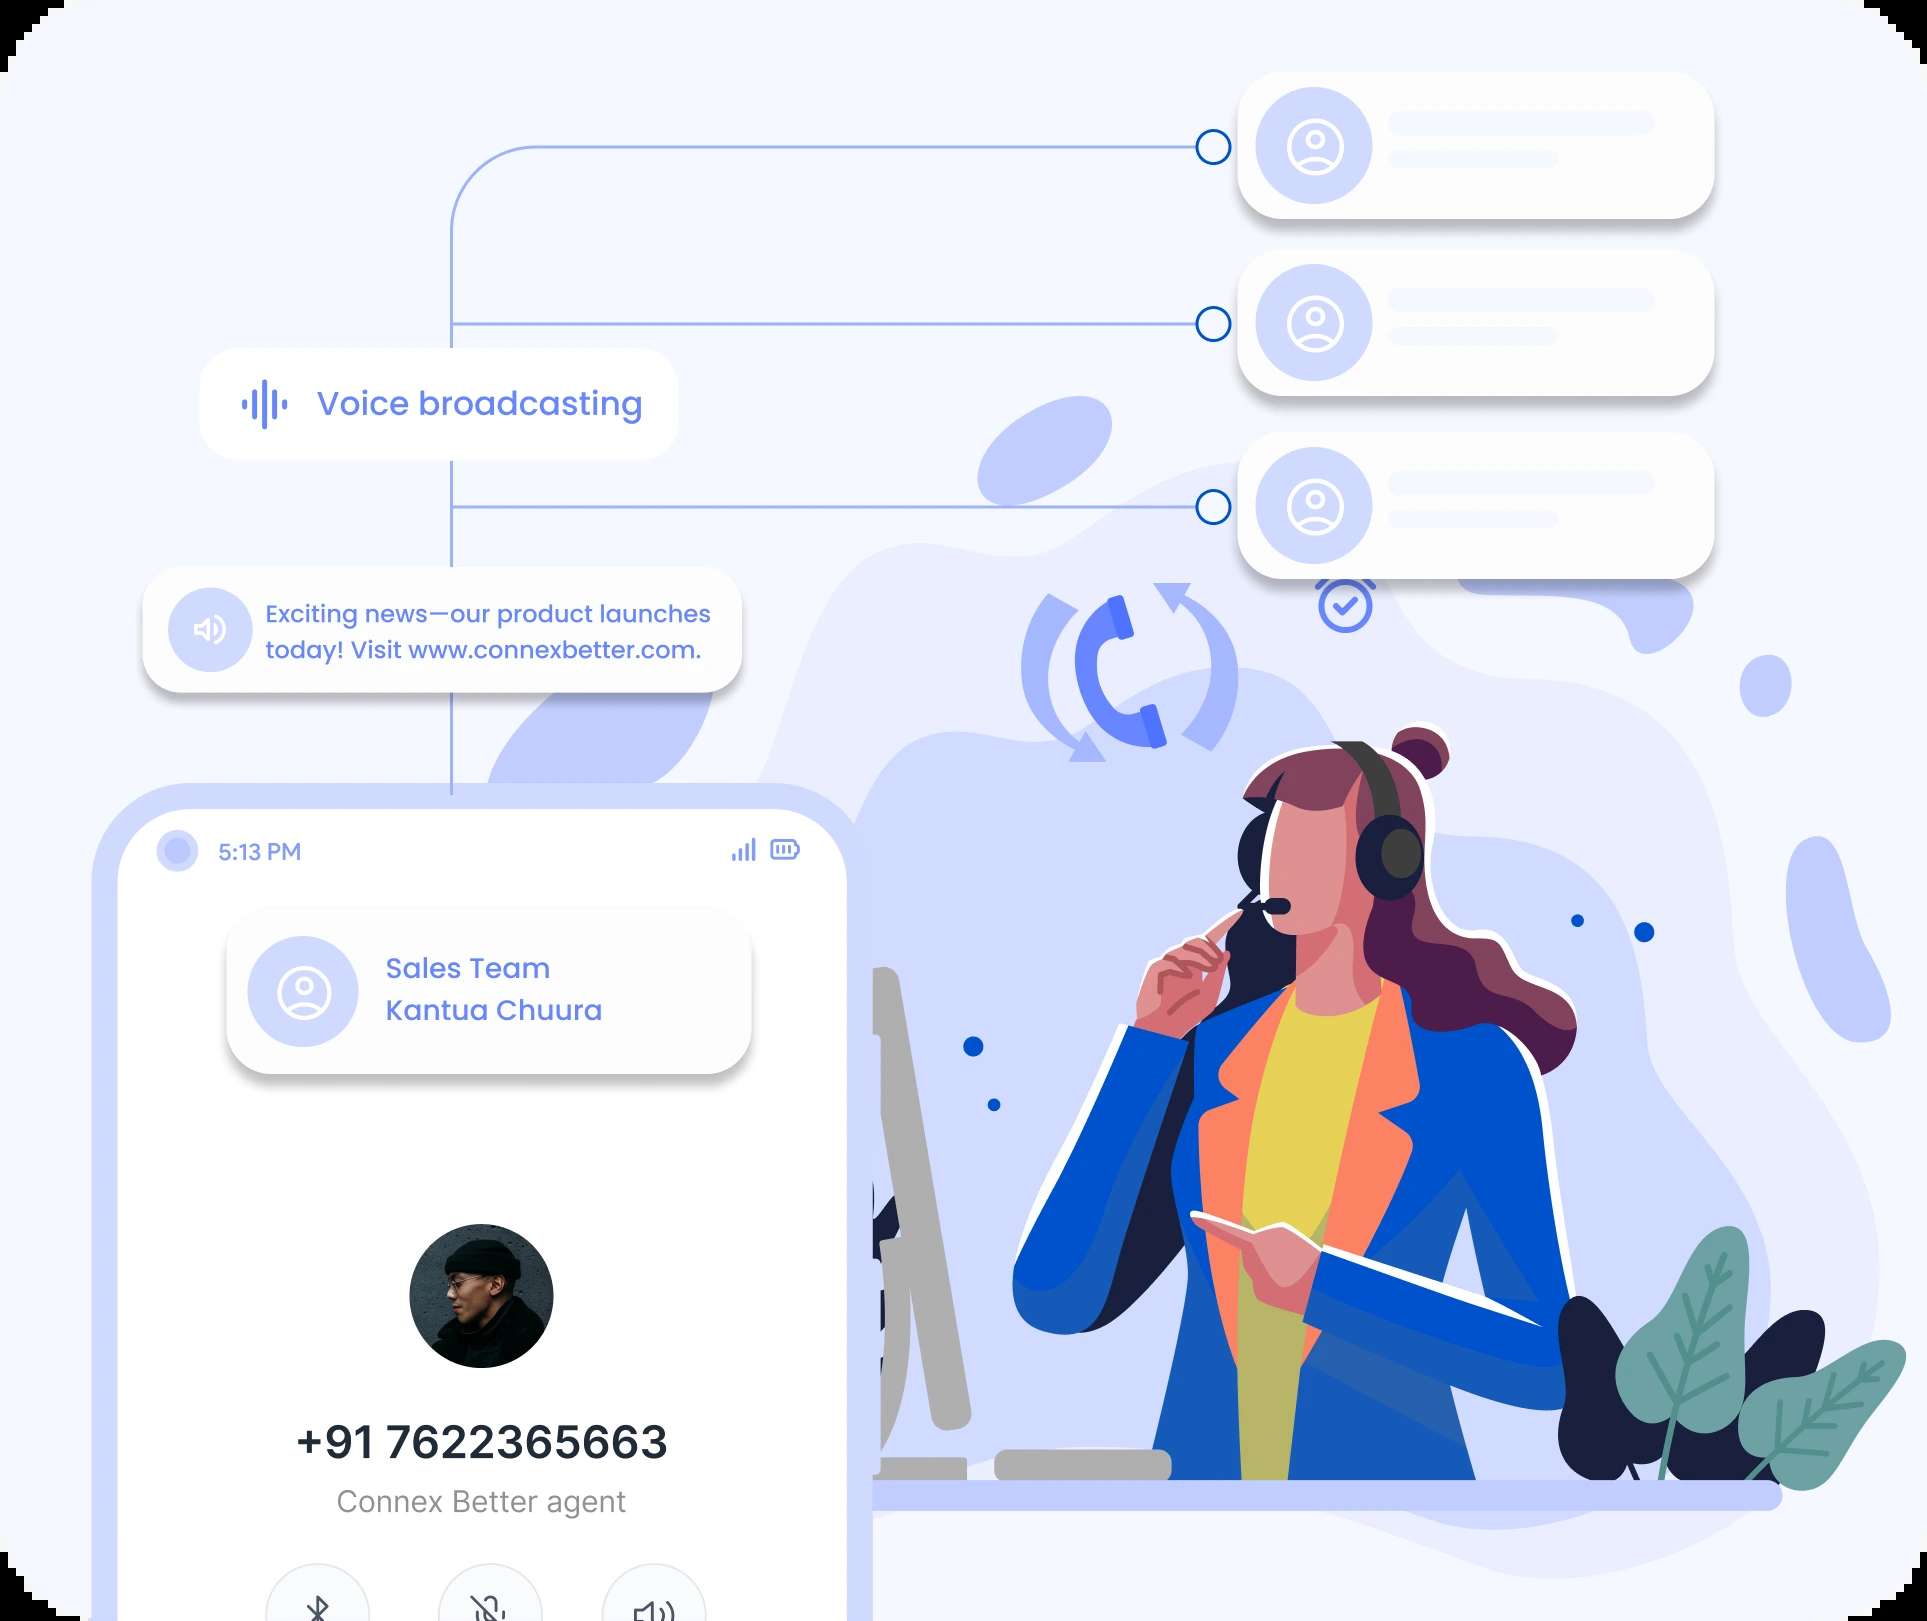 Voice broadcasting
Exciting news—our product launches
today! Visit www.connexbetter.com.
5:13 PM
Sales Team
Kantua Chuura
+91 7622365663
Connex Better agent